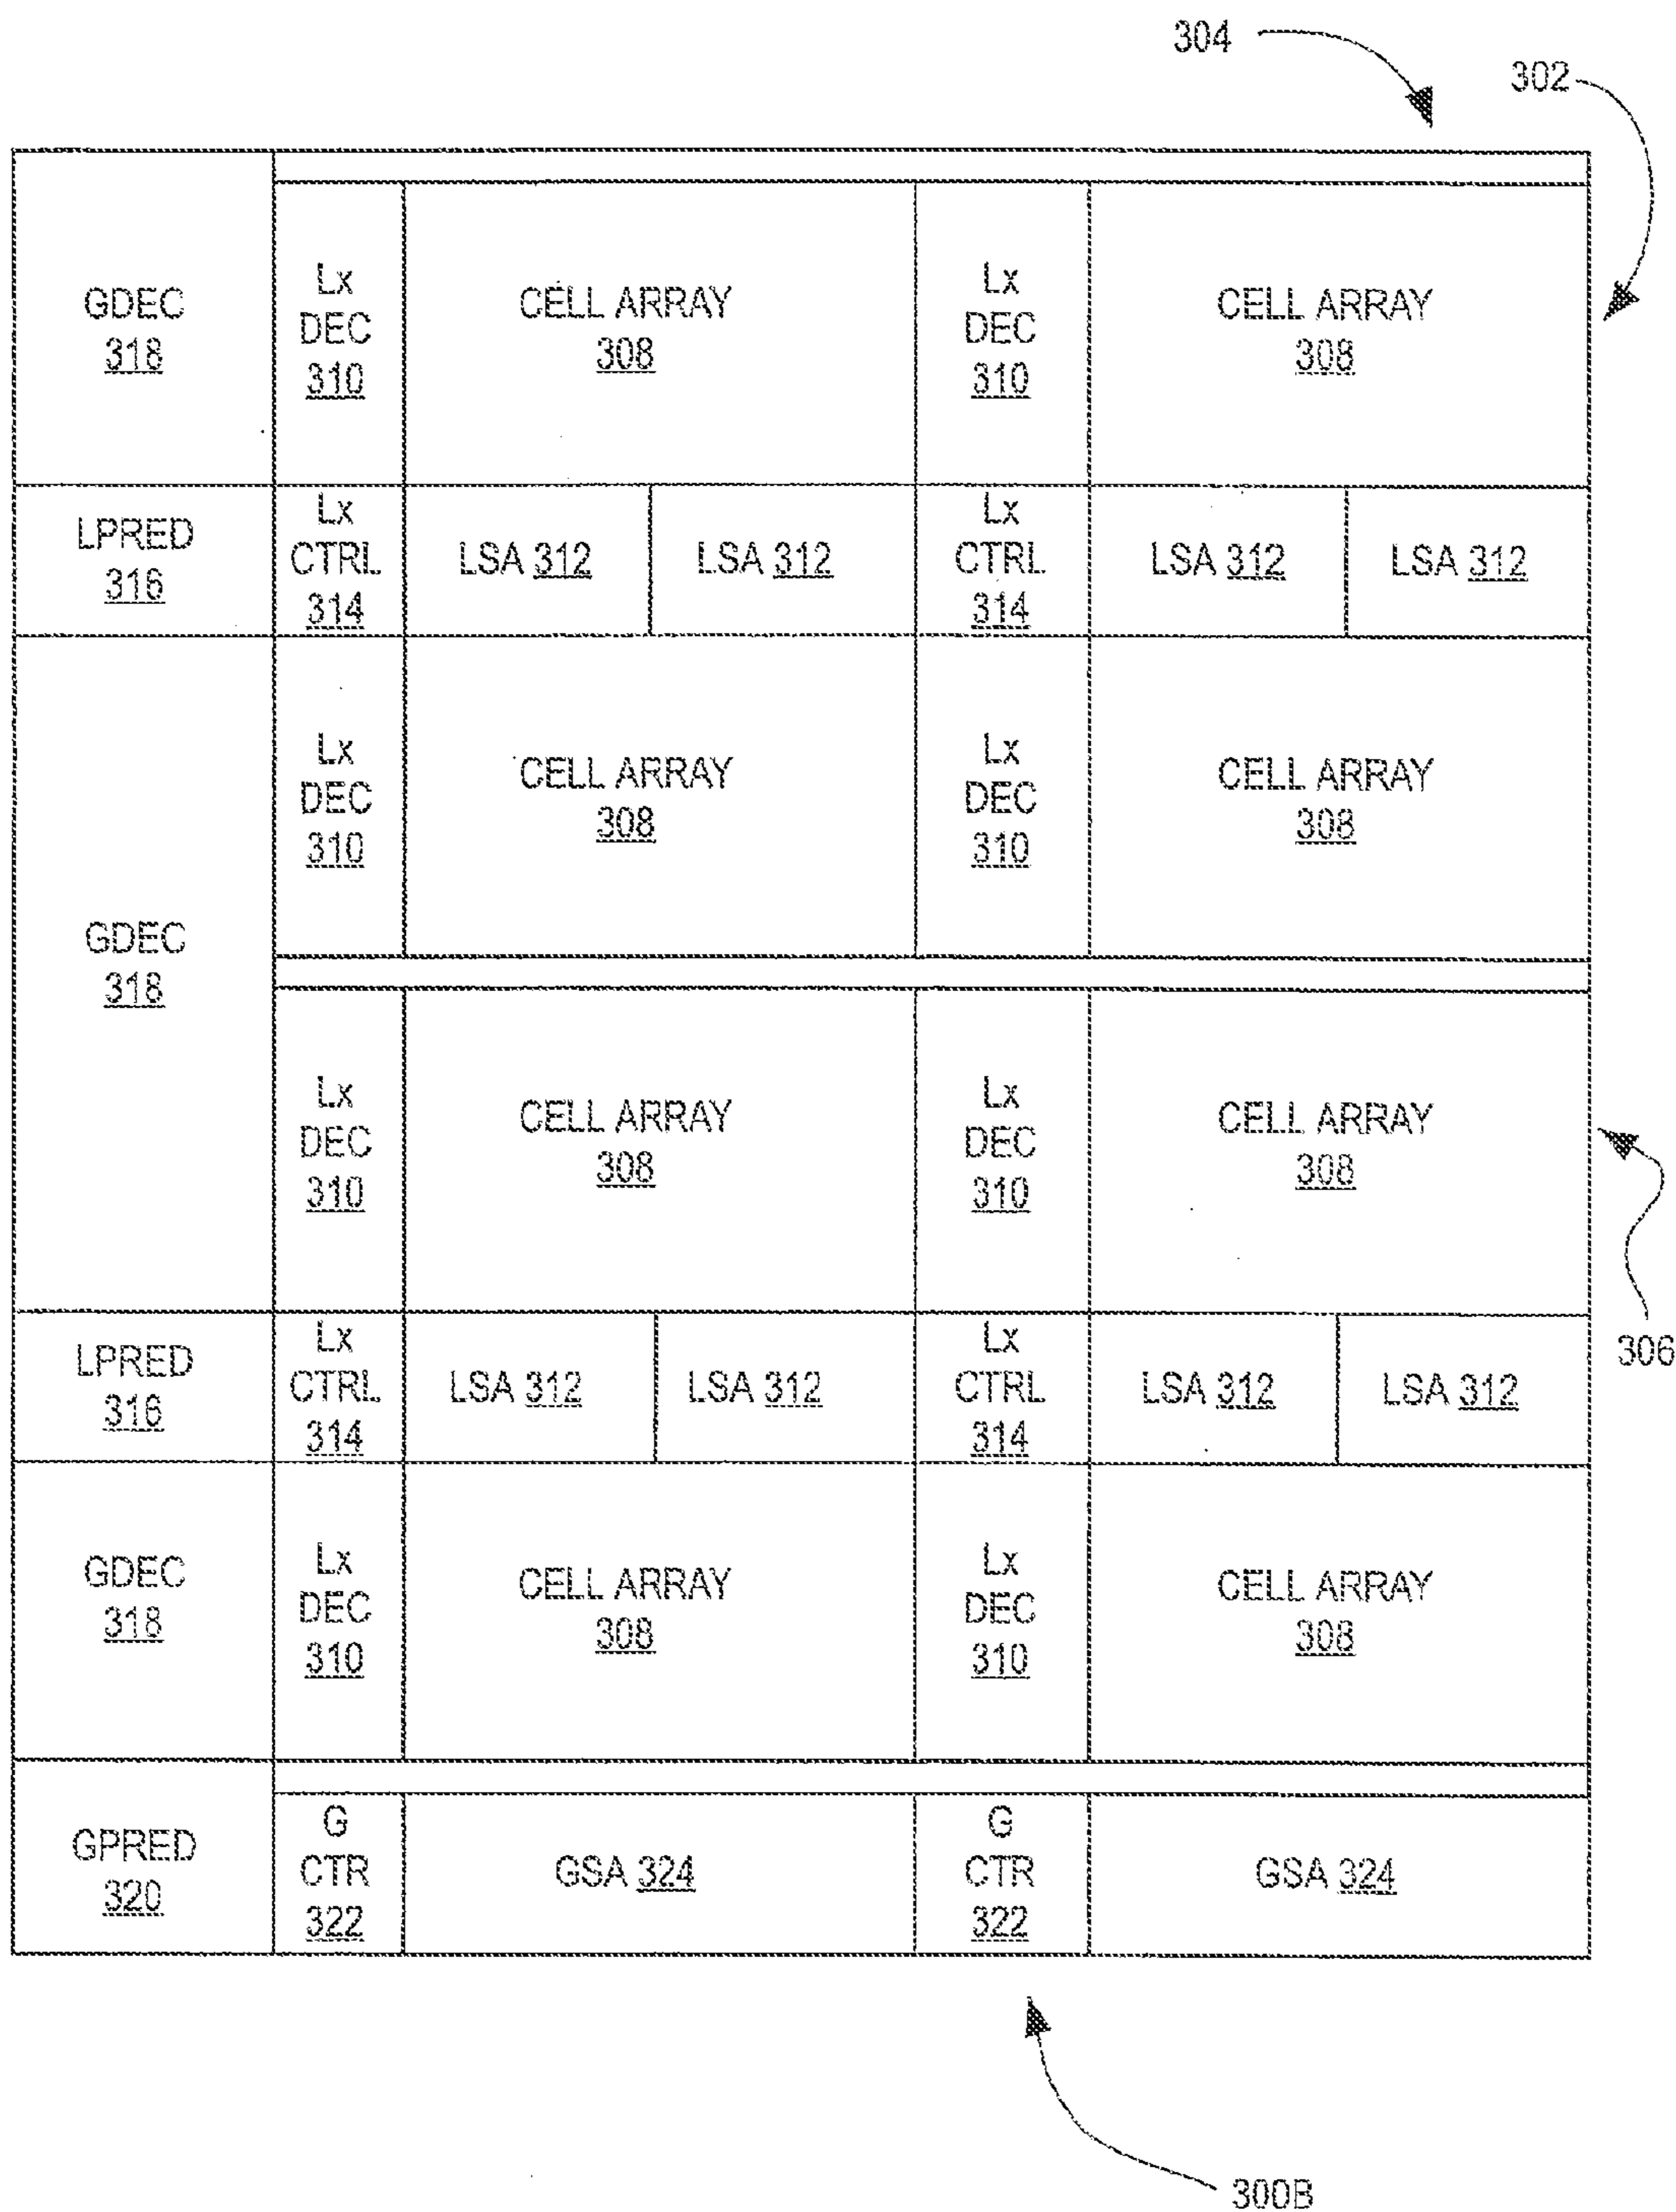 304
302
GDEC
318
Lx
DEC
310
CELL ARRAY
308
Lx
DEC
310
CELL ARRAY
308
LPRED
316
Lx
CTRL
314
LSA 312
LSA 312
Lx
CTRL
314
LSA 312
LSA 312
GDEC
318
Lx
DEC
310
CELL ARRAY
308
Lx
DEC
310
CELL ARRAY
308
Lx
DEC
310
CELL ARRAY
308
Lx
DEC
310
CELL ARRAY
308
306
LPRED
316
Lx
CTRL
314
LSA 312
LSA 312
Lx
CTRL
314
LSA 312
LSA 312
GDEC
318
Lx
DEC
310
CELL ARRAY
308
Lx
DEC
310
CELL ARRAY
308
GPRED
320
G
CTR
322
GSA 324
G
CTR
322
GSA 324
300B